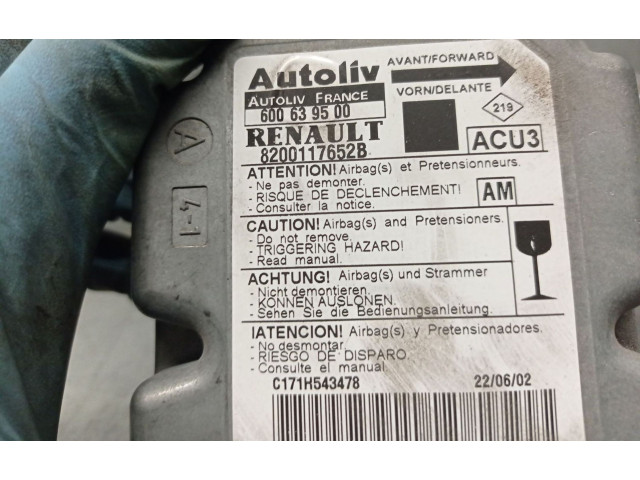 Autoliv
AVANT/FORWARD
AUTOLIV FRANCE
VORN/DELANTE
600 63 95 00
219
RENAULT
ACU3
8200117652B
ATTENTION! Airbag(s) et Pretensionneurs.
- Ne pas demonter.
- RISQUE DE DECLENCHEMENT!
- Consulter la notice.
AM
CAUTION! Airbag(s) and Pretensioners.
- Do not remove.
- TRIGGERING HAZARD!
- Read manual.
ACHTUNG! Airbag(s) und Strammer
- Nicht demontieren.
- KONNEN AUSLONEN.
- Sehen Sie die Bedienungsanleitung.
IATENCION! Airbag(s) y Pretensionadores.
- No desmontar.
- RIESGO DE DISPARO.
- Consulte el manual
C171H543478
22/06/02
A
4-1